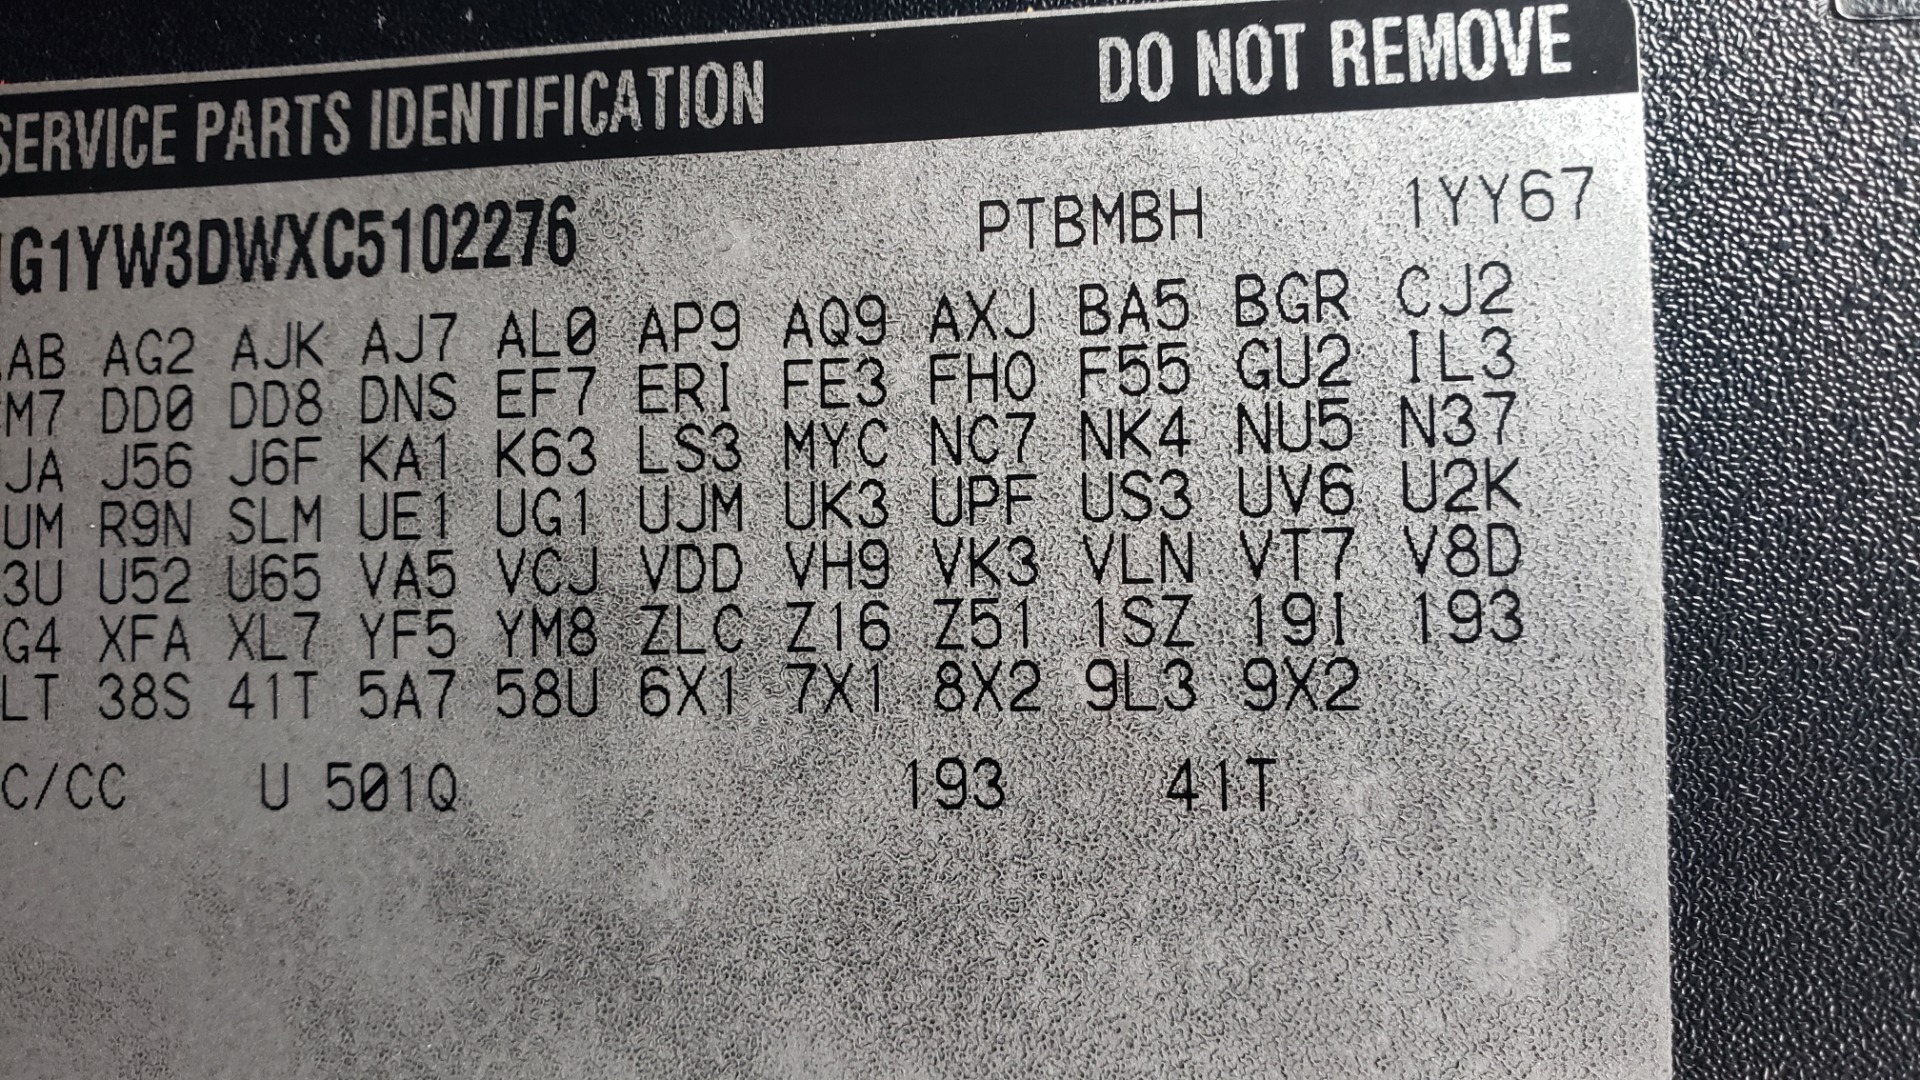 SERVICE PARTS IDENTIFICATION DO NOT REMOVE
G1YW3DWXC5102276 PTBMBH 1YY67
AB AG2 AJK AJ7 AL0 AP9 AQ9 AXJ BA5 BGR CJ2
M7 DD0 DD8 DNS EF7 ERI FE3 FHO F55 GU2 IL3
JA J56 J6F KA1 K63 LS3 MYC NC7 NK4 NU5 N37
UM R9N SLM UE1 UG1 UJM UK3 UPF US3 UV6 U2K
3U U52 U65 VA5 VCJ VDD VH9 VK3 VLN VT7 V8D
G4 XFA XL7 YF5 YM8 ZLC Z16 Z51 1SZ 19I 193
LT 38S 41T 5A7 58U 6X1 7X1 8X2 9L3 9X2
C/CC U 501Q 193 41T